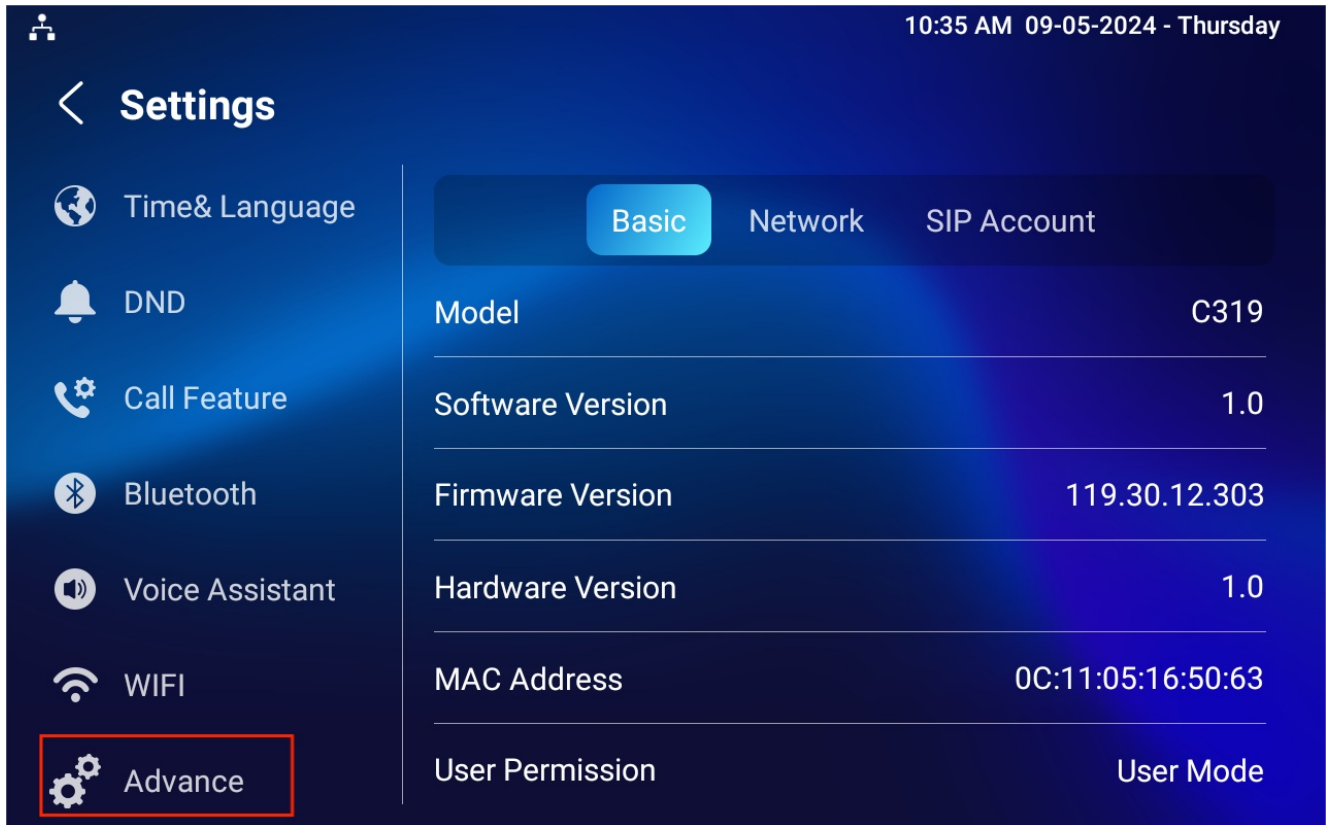 10:35 AM 09-05-2024 - Thursday
Settings
Time& Language
DND
Call Feature
Bluetooth
Voice Assistant
WIFI
Advance
Basic Network SIP Account
Model C319
Software Version 1.0
Firmware Version 119.30.12.303
Hardware Version 1.0
MAC Address 0C:11:05:16:50:63
User Permission User Mode